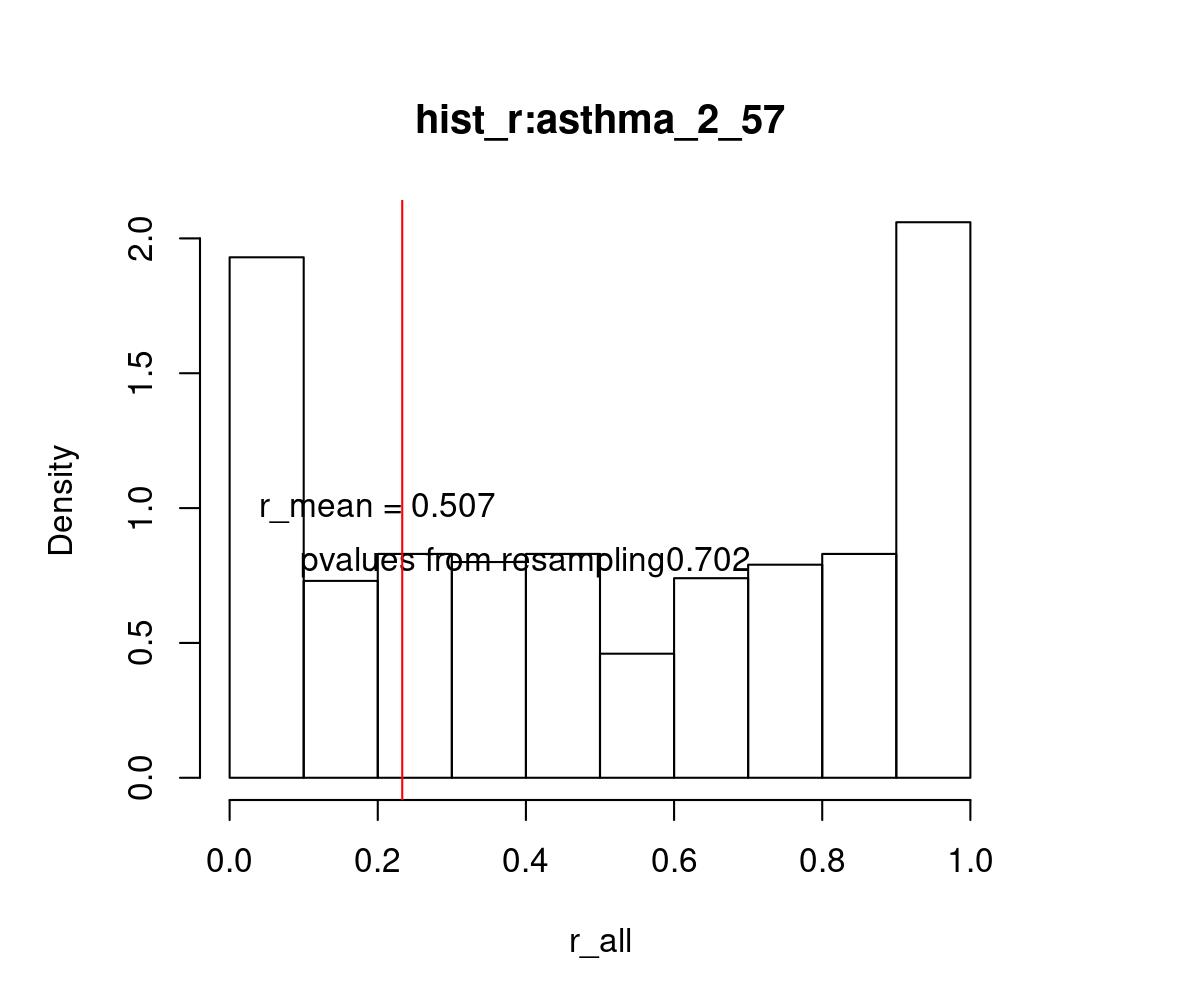 hist_r:asthma_2_57
Density
2.0
1.5
1.0
0.5
0.0
r_mean = 0.507
pvalues from resampling0.702
0.0 0.2 0.4 0.6 0.8 1.0
r_all